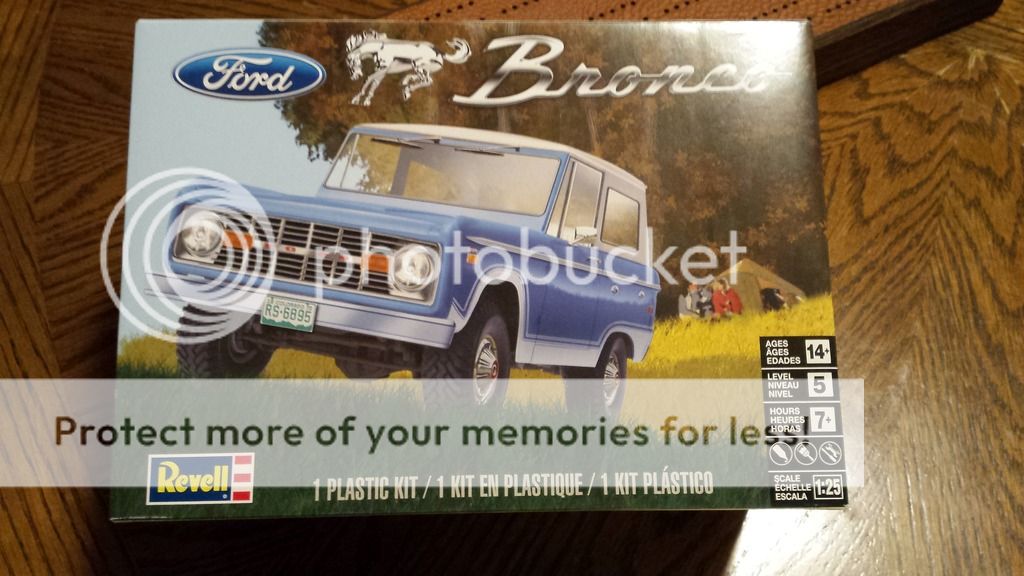 Ford
Bronco
photobucket
COLORADO
RS·6895
AGES
ÂGES
EDADES
14+
LEVEL
NIVEAU
NIVEL
5
HOURS
HEURES
HORAS
7+
Protect more of your memories for less!
Revell
1 PLASTIC KIT / 1 KIT EN PLASTIQUE / 1 KIT PLÁSTICO
SCALE
ÉCHELLE
ESCALA
1:25